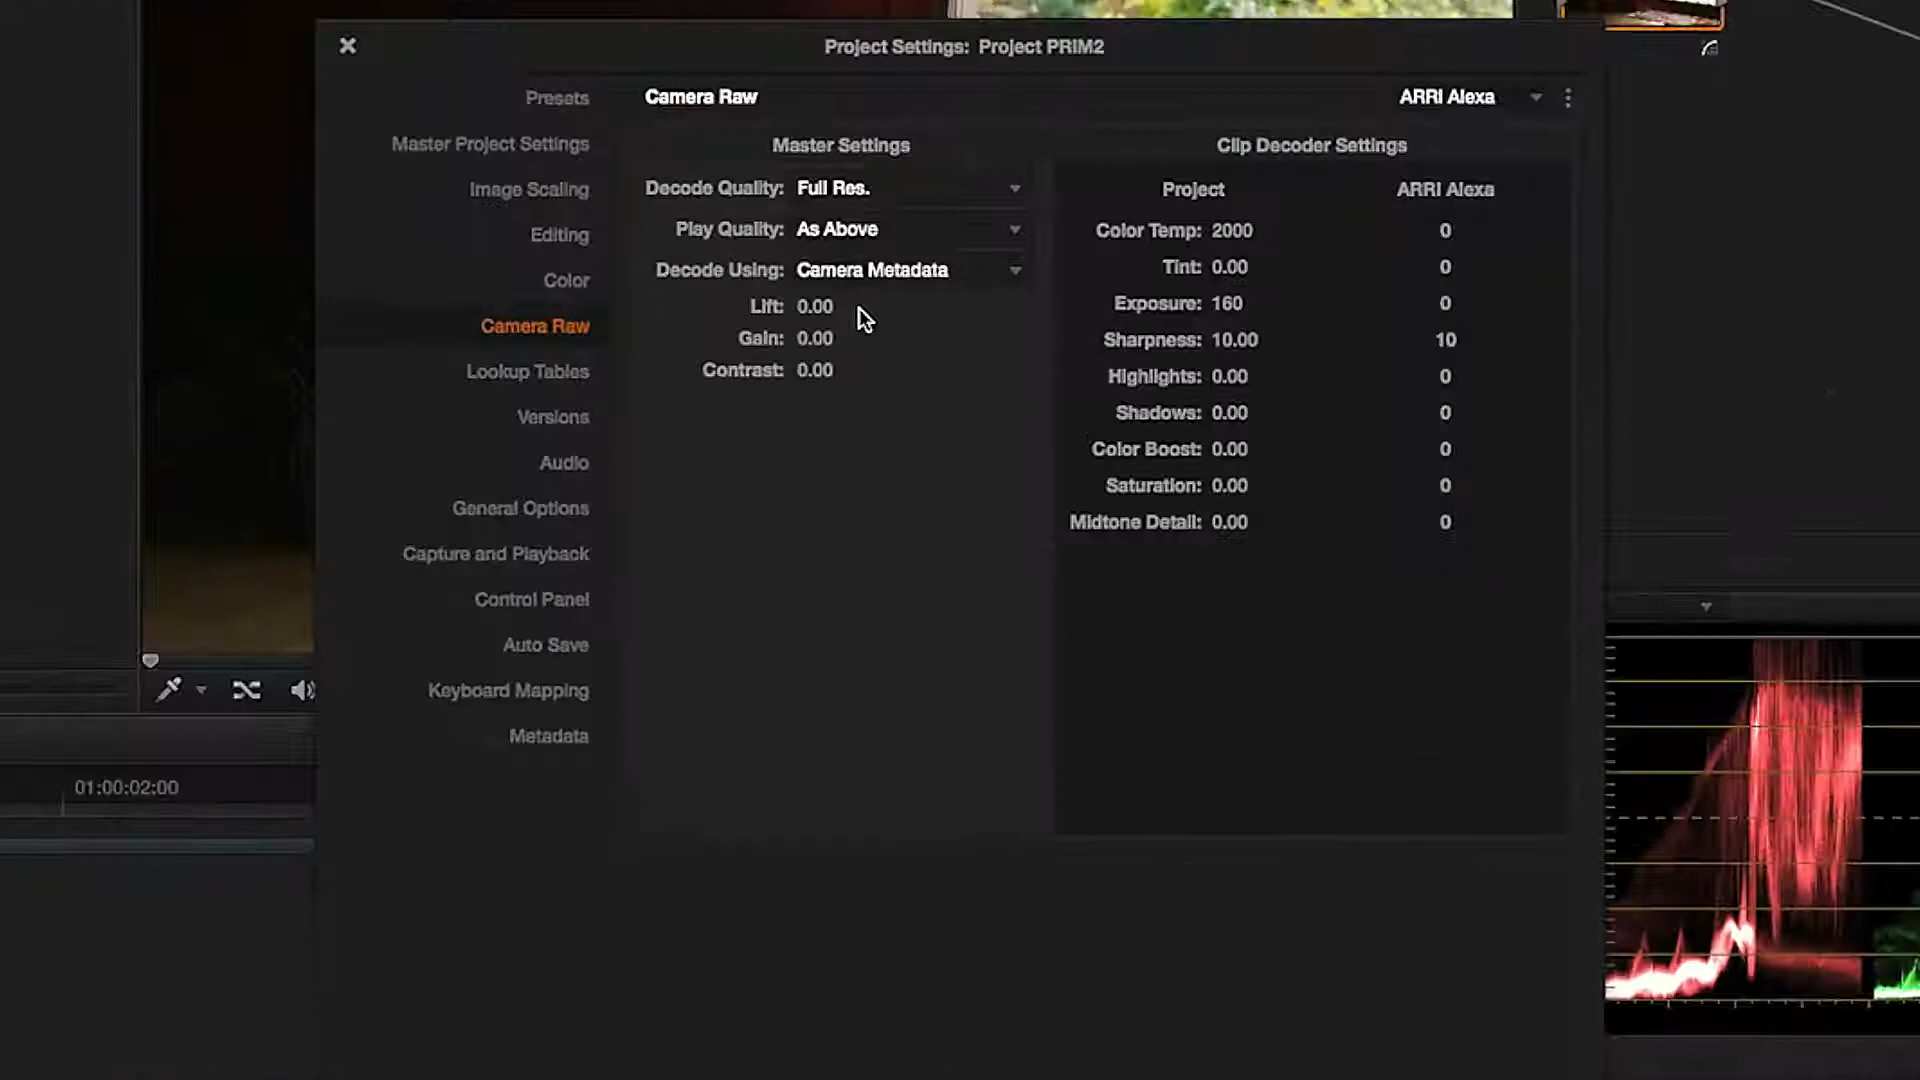 Project Settings: Project PRIM2
Presets
Master Project Settings
Image Scaling
Editing
Color
Camera Raw
Lookup Tables
Versions
Audio
General Options
Capture and Playback
Control Panel
Auto Save
Keyboard Mapping
Metadata
Camera Raw
ARRI Alexa
Master Settings
Decode Quality: Full Res.
Play Quality: As Above
Decode Using: Camera Metadata
Lift: 0.00
Gain: 0.00
Contrast: 0.00
Clip Decoder Settings
Project ARRI Alexa
Color Temp: 2000 0
Tint: 0.00 0
Exposure: 160 0
Sharpness: 10.00 10
Highlights: 0.00 0
Shadows: 0.00 0
Color Boost: 0.00 0
Saturation: 0.00 0
Midtone Detail: 0.00 0
01:00:02:00